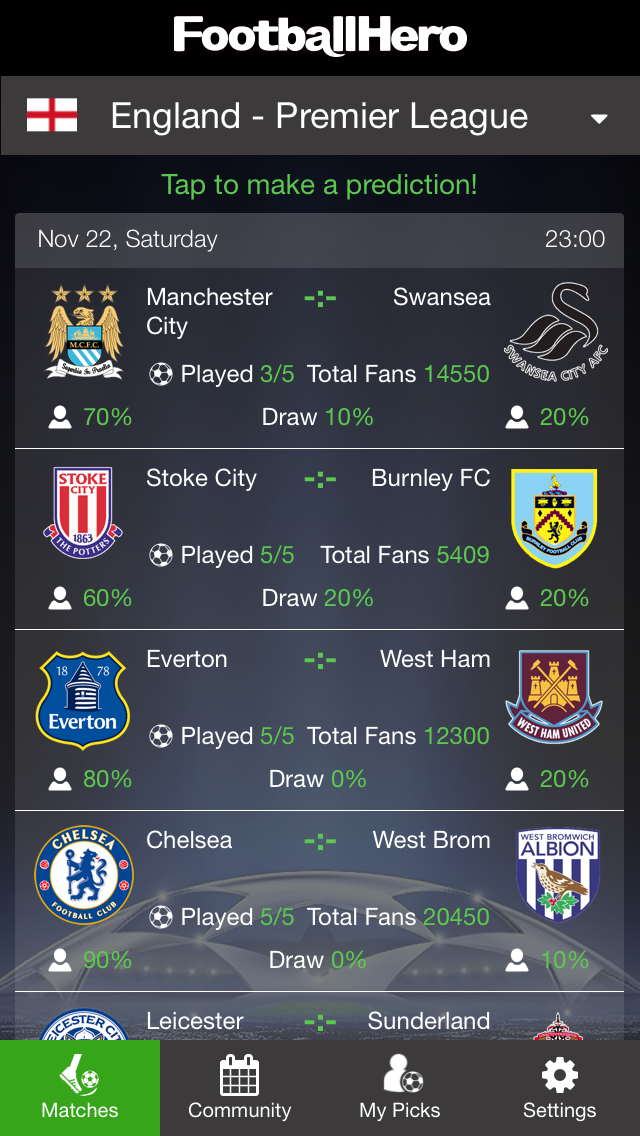 FootballHero
England - Premier League
Tap to make a prediction!
Nov 22, Saturday 23:00
Manchester City -:- Swansea
M.C.F.C.
SWANSEA CITY AFC
Played 3/5 Total Fans 14550
70% Draw 10% 20%
STOKE CITY
1863
THE POTTERS
Stoke City -:- Burnley FC
BURNLEY FOOTBALL CLUB
Played 5/5 Total Fans 5409
60% Draw 20% 20%
18 78
Everton
Everton -:- West Ham
WEST HAM UNITED
Played 5/5 Total Fans 12300
80% Draw 0% 20%
CHELSEA
FOOTBALL CLUB
Chelsea -:- West Brom
WEST BROMWICH
ALBION
Played 5/5 Total Fans 20450
90% Draw 0% 10%
Leicester -:- Sunderland
Matches Community My Picks Settings